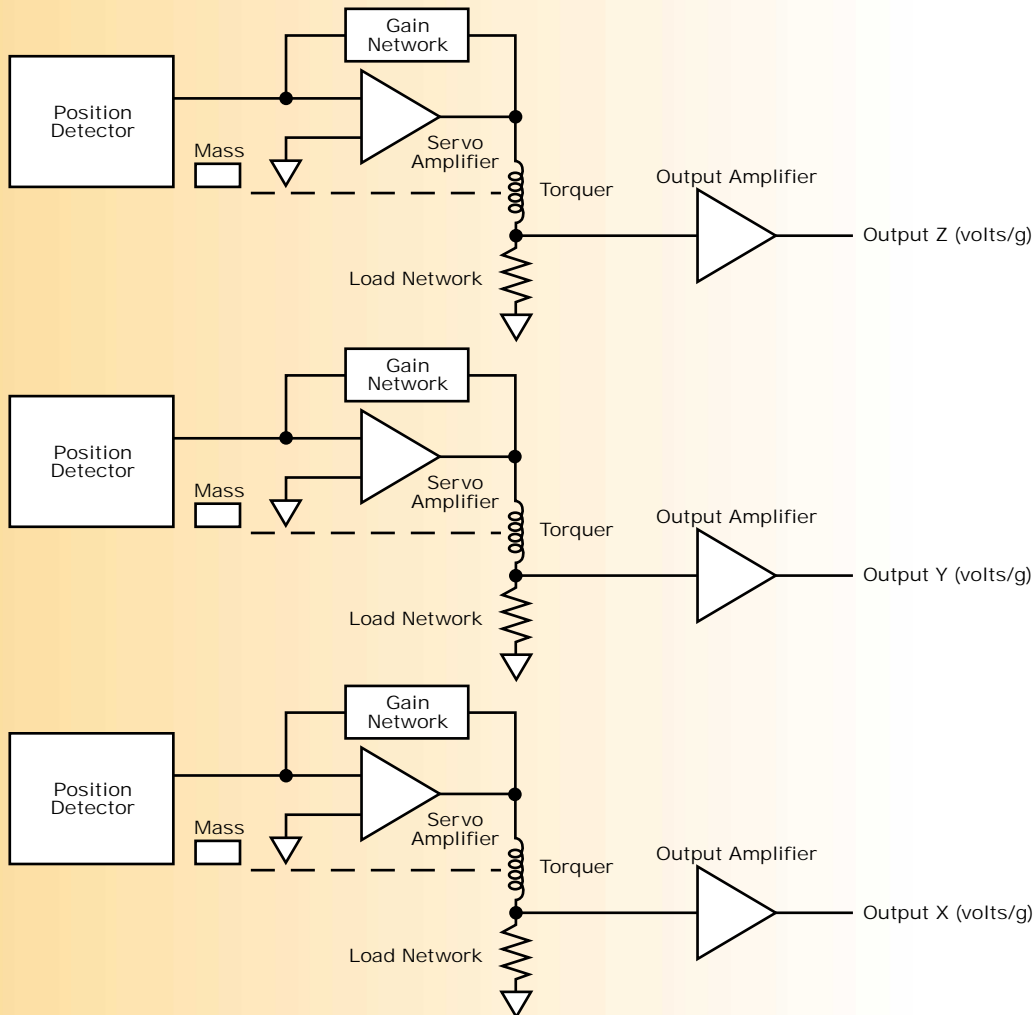 Gain
Network
Position
Detector
Mass
Servo
Amplifier
Torquer
Output Amplifier
Output Z (volts/g)
Load Network
Gain
Network
Position
Detector
Mass
Servo
Amplifier
Torquer
Output Amplifier
Output Y (volts/g)
Load Network
Gain
Network
Position
Detector
Mass
Servo
Amplifier
Torquer
Output Amplifier
Output X (volts/g)
Load Network